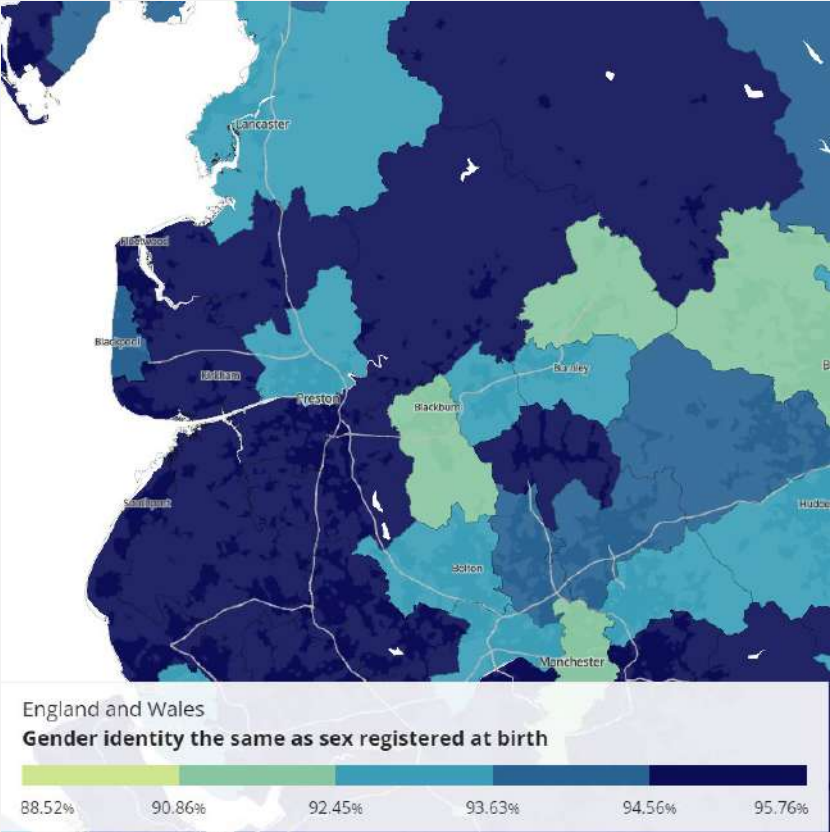 Lancaster
Fleetwood
Blackpool
Kirkham
Preston
Burnley
Blackburn
Southport
Bolton
Manchester
England and Wales
Gender identity the same as sex registered at birth
88.52% 90.86% 92.45% 93.63% 94.56% 95.76%